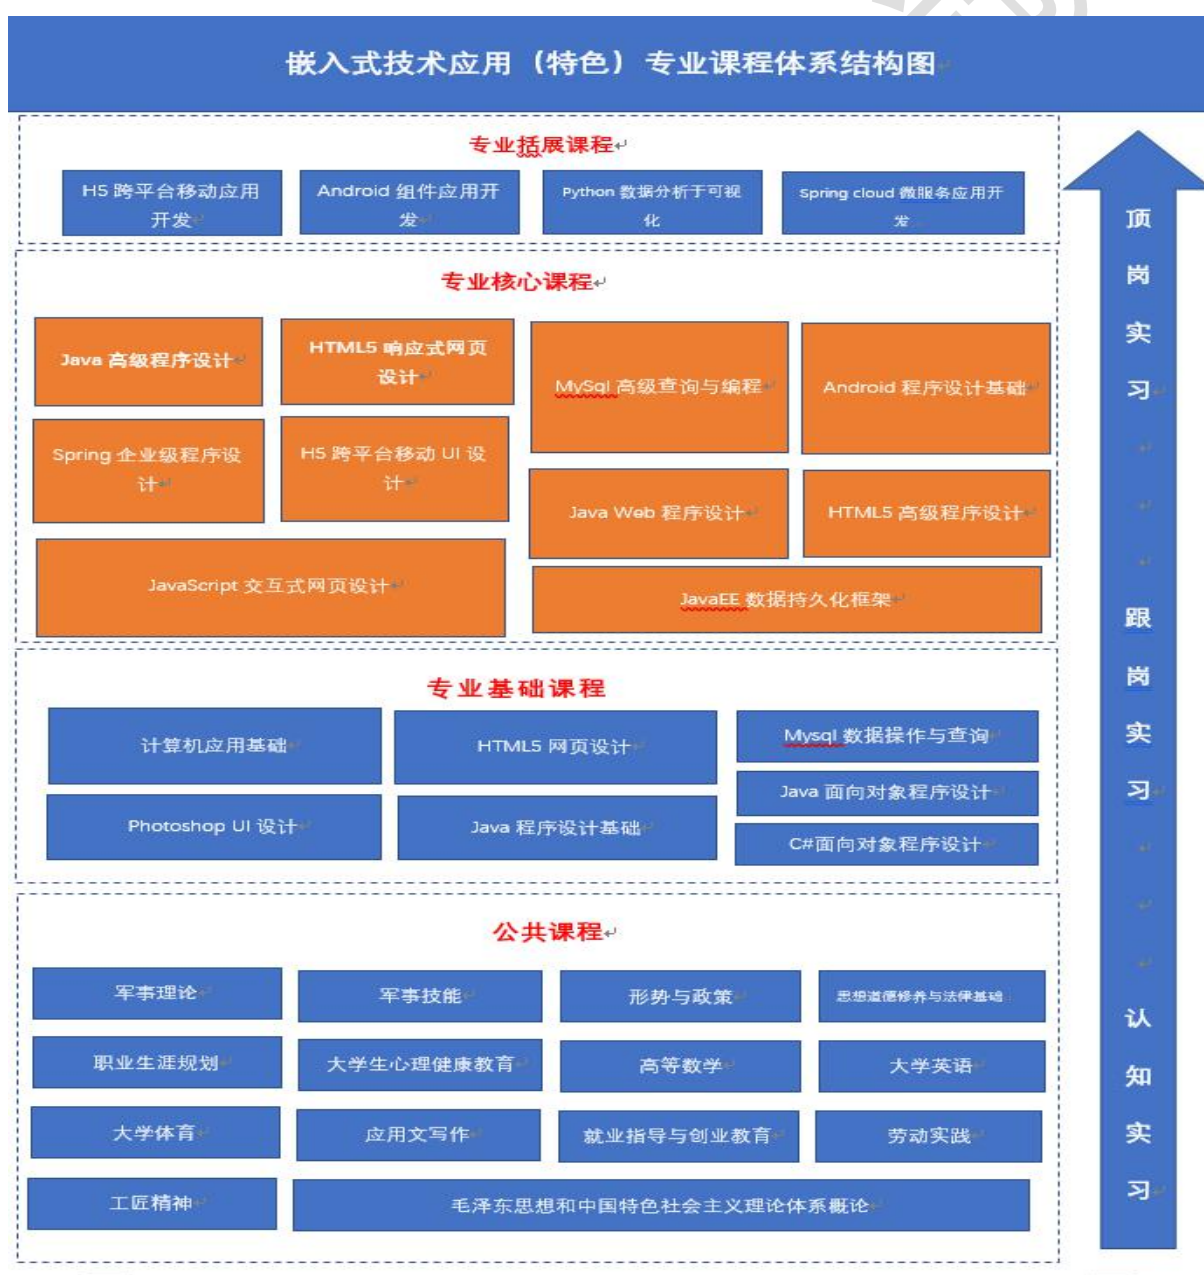 嵌入式技术应用（特色）专业课程体系结构图
专业括展课程
H5 跨平台移动应用
开发
Android 组件应用开
发
Python 数据分析于可视
化
Spring cloud 微服务应用开
发
专业核心课程
Java 高级程序设计
HTML5 响应式网页
设计
MySql 高级查询与编程
Android 程序设计基础
Spring 企业级程序设
计
H5 跨平台移动 UI 设
计
Java Web 程序设计
HTML5 高级程序设计
JavaScript 交互式网页设计
JavaEE 数据持久化框架
专业基础课程
计算机应用基础
HTML5 网页设计
Mysql 数据操作与查询
Java 面向对象程序设计
Photoshop UI 设计
Java 程序设计基础
C#面向对象程序设计
公共课程
军事理论
军事技能
形势与政策
思想道德修养与法律基础
职业生涯规划
大学生心理健康教育
高等数学
大学英语
大学体育
应用文写作
就业指导与创业教育
劳动实践
工匠精神
毛泽东思想和中国特色社会主义理论体系概论
顶
岗
实
习
跟
岗
实
习
认
知
实
习